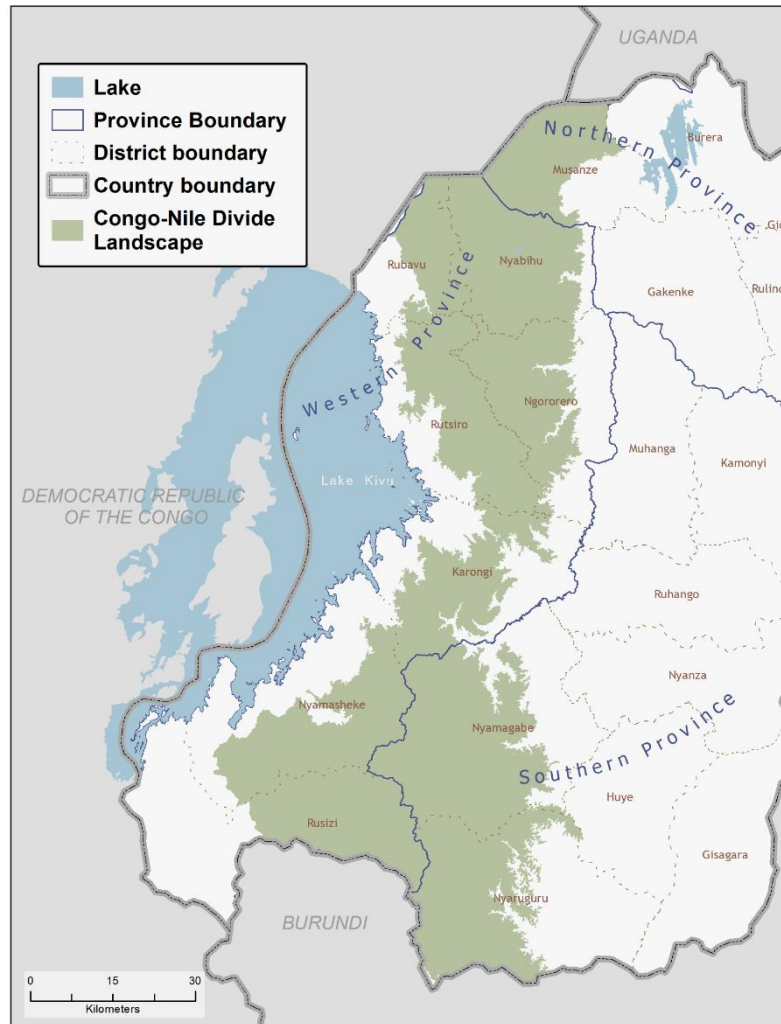 UGANDA
Lake
Province Boundary
District boundary
Country boundary
Congo-Nile Divide
Landscape
Northern Province
Burera
Musanze
Rubavu
Nyabihu
Gakenke
Western Province
Ngororero
Rutsiro
Muhanga
Kamonyi
Lake Kivu
DEMOCRATIC REPUBLIC
OF THE CONGO
Karongi
Ruhango
Nyanza
Nyamasheke
Nyamagabe
Southern Province
Huye
Rusizi
Gisagara
Nyaruguru
BURUNDI
0 15 30
Kilometers